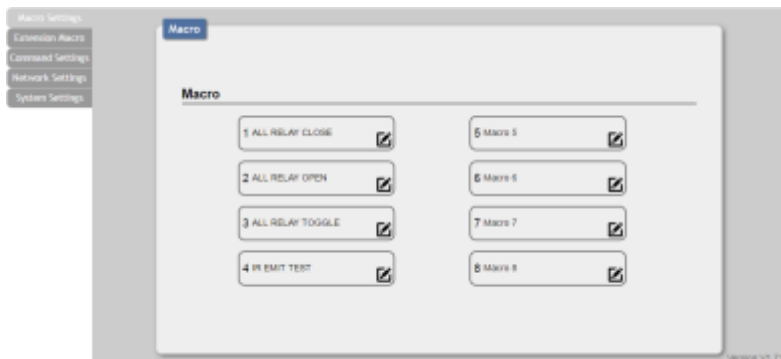 Macro Settings
Extension Macro
Command Settings
Network Settings
System Settings
Macro
Macro
1 ALL RELAY CLOSE
2 ALL RELAY OPEN
3 ALL RELAY TOGGLE
4 IR EMIT TEST
5 Macro 5
6 Macro 6
7 Macro 7
8 Macro 8